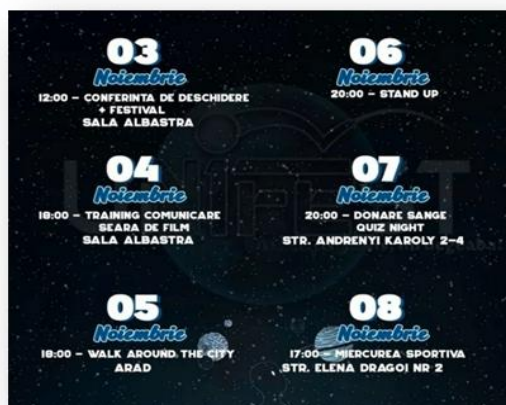 03
Noiembrie
12:00 – CONFERINTA DE DESCHIDERE
+ FESTIVAL
SALA ALBASTRA
04
Noiembrie
18:00 – TRAINING COMUNICARE
SEARA DE FILM
SALA ALBASTRA
05
Noiembrie
18:00 – WALK AROUND THE CITY
ARAD
06
Noiembrie
20:00 – STAND UP
07
Noiembrie
20:00 – DONARE SANGE
QUIZ NIGHT
STR. ANDRENYI KAROLY 2-4
08
Noiembrie
17:00 – MIERCUREA SPORTIVA
STR. ELENA DRAGOI NR 2
UNIFEST